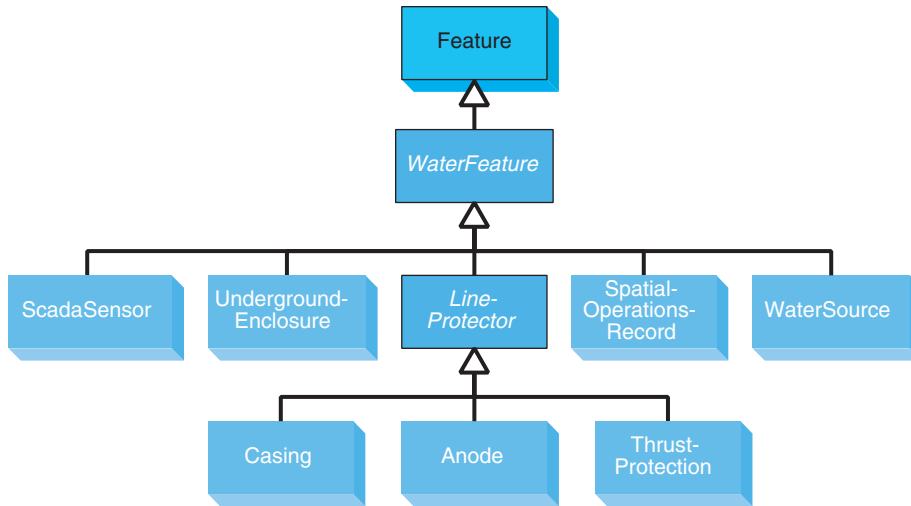 Feature
WaterFeature
ScadaSensor
Underground-
Enclosure
Line-
Protector
Spatial-
Operations-
Record
WaterSource
Casing
Anode
Thrust-
Protection